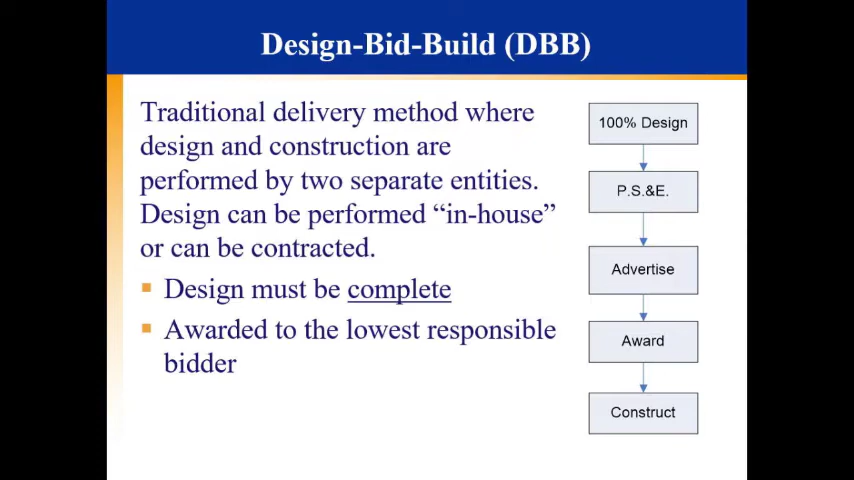 Design-Bid-Build (DBB)
Traditional delivery method where
design and construction are
performed by two separate entities.
Design can be performed “in-house”
or can be contracted.
Design must be complete
Awarded to the lowest responsible
bidder
100% Design
P.S.&E.
Advertise
Award
Construct